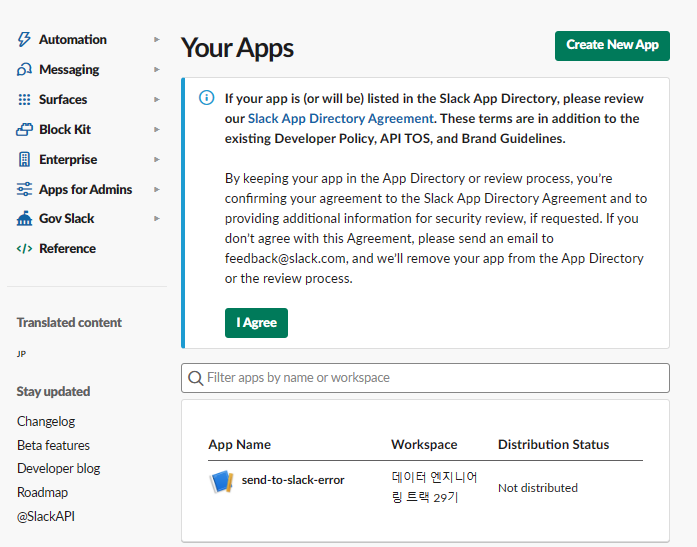 Automation
Messaging
Surfaces
Block Kit
Enterprise
Apps for Admins
Gov Slack
Reference
Translated content
JP
Stay updated
Changelog
Beta features
Developer blog
Roadmap
@SlackAPI
Your Apps
Create New App
If your app is (or will be) listed in the Slack App Directory, please review
our Slack App Directory Agreement. These terms are in addition to the
existing Developer Policy, API TOS, and Brand Guidelines.
By keeping your app in the App Directory or review process, you're
confirming your agreement to the Slack App Directory Agreement and to
providing additional information for security review, if requested. If you
don't agree with this Agreement, please send an email to
feedback@slack.com, and we'll remove your app from the App Directory
or the review process.
I Agree
Filter apps by name or workspace
App Name Workspace Distribution Status
send-to-slack-error
데이터 엔지니어
링 트랙 29기
Not distributed